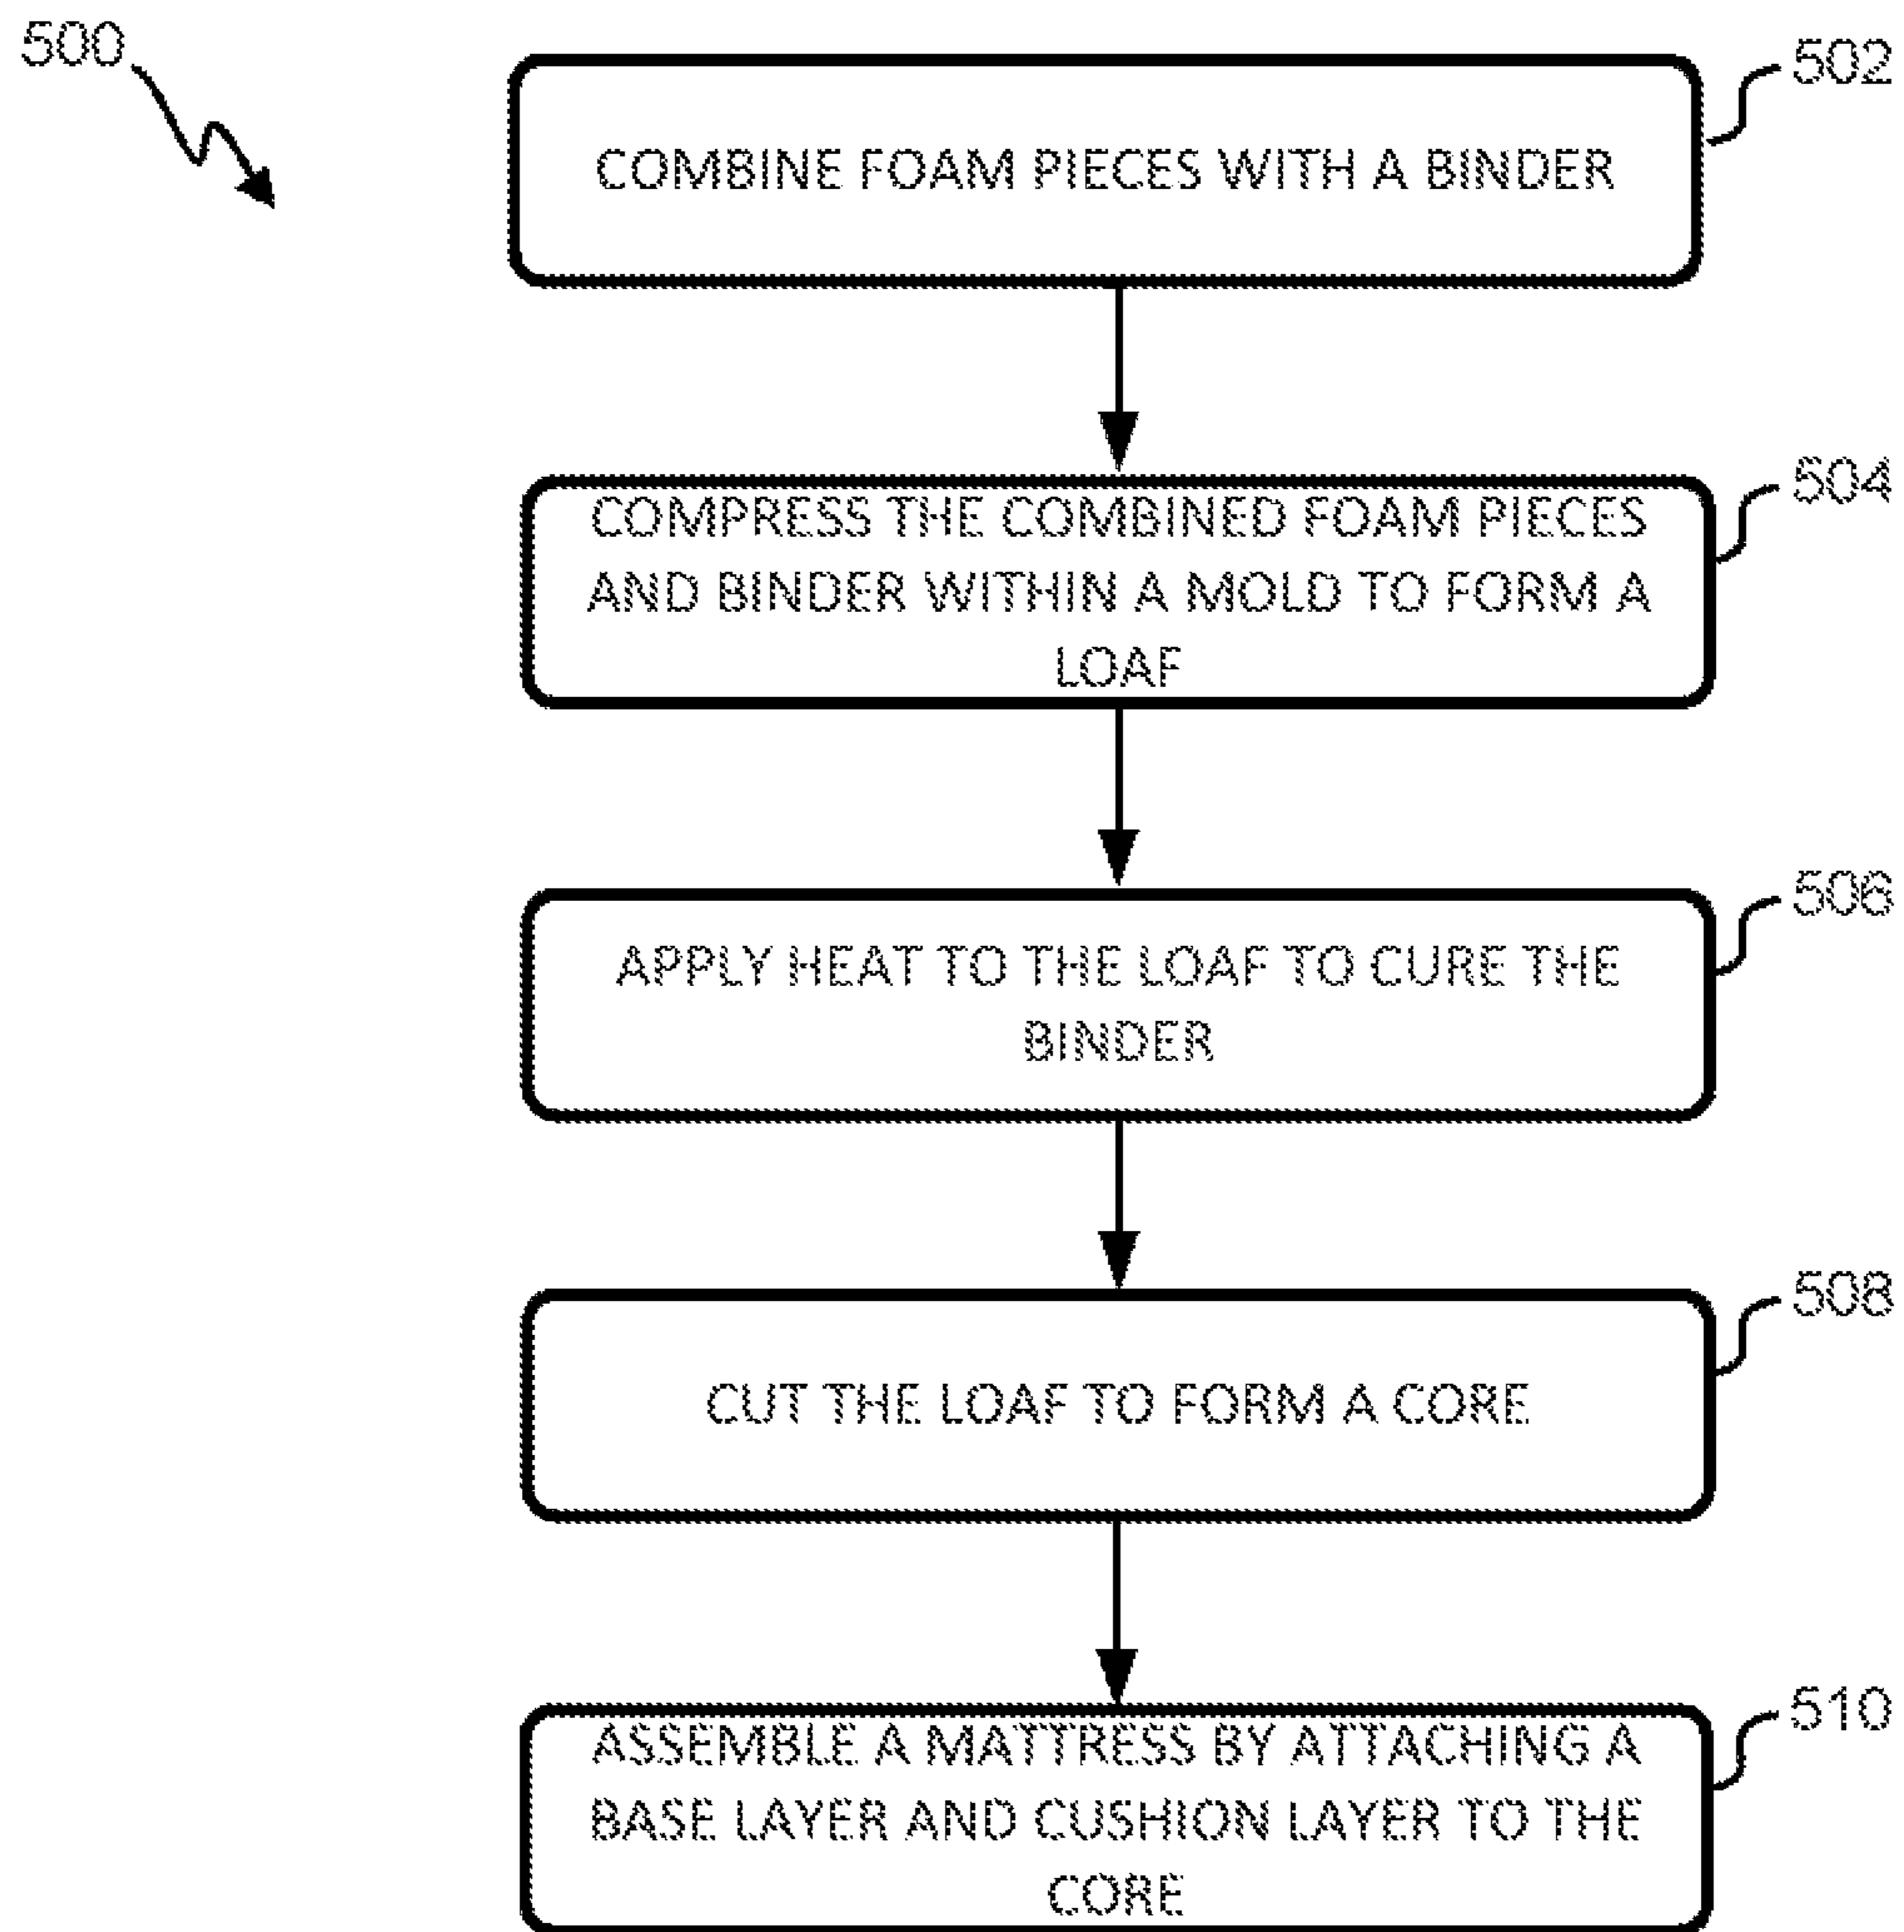 500
502
COMBINE FOAM PIECES WITH A BINDER
504
COMPRESS THE COMBINED FOAM PIECES
AND BINDER WITHIN A MOLD TO FORM A
LOAF
506
APPLY HEAT TO THE LOAF TO CURE THE
BINDER
508
CUT THE LOAF TO FORM A CORE
510
ASSEMBLE A MATTRESS BY ATTACHING A
BASE LAYER AND CUSHION LAYER TO THE
CORE